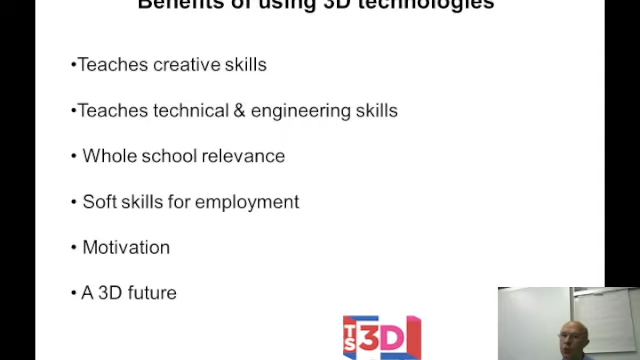 Benefits of using 3D technologies
•Teaches creative skills
•Teaches technical & engineering skills
• Whole school relevance
• Soft skills for employment
• Motivation
• A 3D future
TS 3D